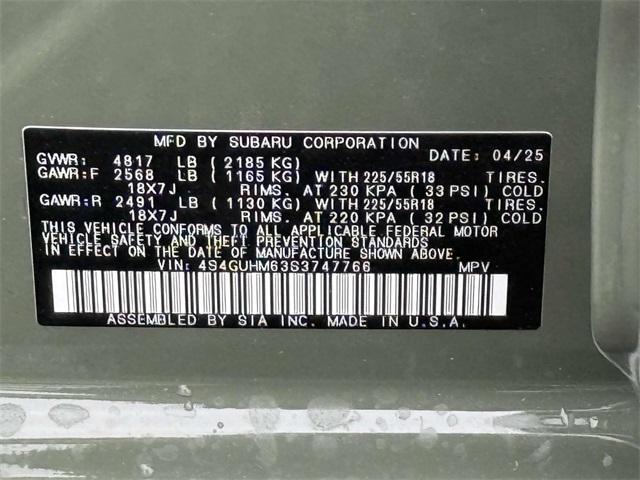 MFD BY SUBARU CORPORATION
GVWR: 4817 LB ( 2185 KG) DATE: 04/25
GAWR:F 2568 LB ( 1165 KG) WITH 225/55R18 TIRES.
18X7J RIMS. AT 230 KPA ( 33 PSI) COLD
GAWR:R 2491 LB ( 1130 KG) WITH 225/55R18 TIRES.
18X7J RIMS. AT 220 KPA ( 32 PSI) COLD
THIS VEHICLE CONFORMS TO ALL APPLICABLE FEDERAL MOTOR
VEHICLE SAFETY AND THEFT PREVENTION STANDARDS
IN EFFECT ON THE DATE OF MANUFACTURE SHOWN ABOVE.
VIN: 4S4GUHM63S3747766 MPV
ASSEMBLED BY SIA INC. MADE IN U.S.A.